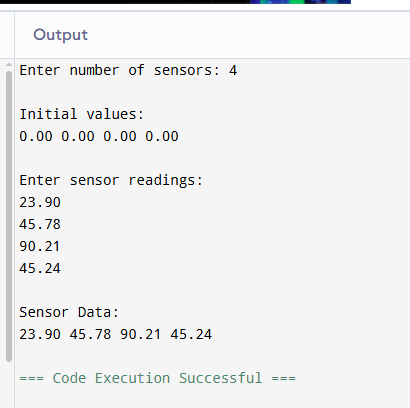 Output
Enter number of sensors: 4
Initial values:
0.00 0.00 0.00 0.00
Enter sensor readings:
23.90
45.78
90.21
45.24
Sensor Data:
23.90 45.78 90.21 45.24
=== Code Execution Successful ===